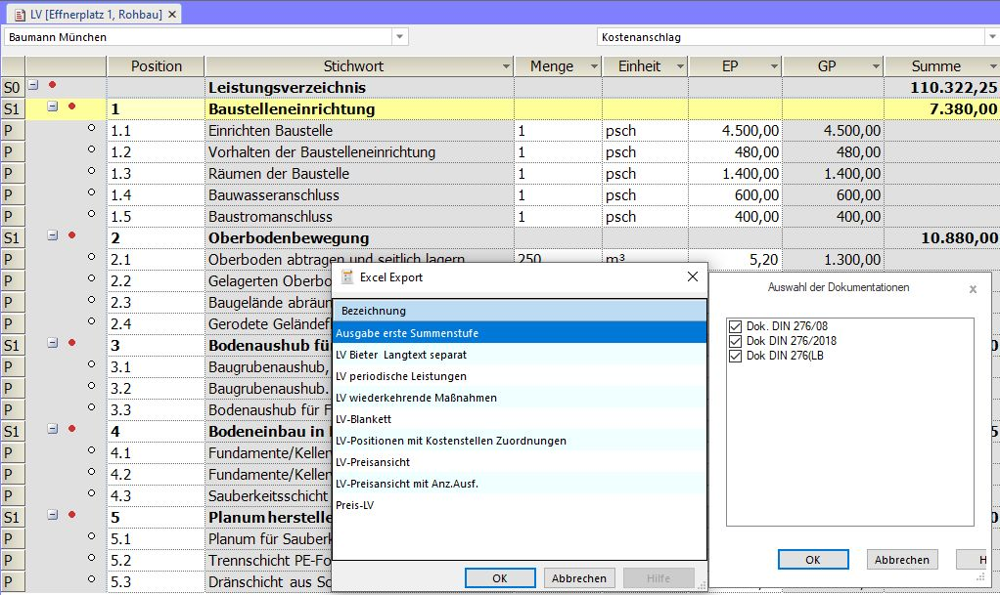 LV [Effnerplatz 1, Rohbau]
Baumann München Kostenanschlag
Position Stichwort Menge Einheit EP GP Summe
S0 Leistungsverzeichnis 110.322,25
S1 1 Baustelleneinrichtung 7.380,00
P 1.1 Einrichten Baustelle 1 psch 4.500,00 4.500,00
P 1.2 Vorhalten der Baustelleneinrichtung 1 psch 480,00 480,00
P 1.3 Räumen der Baustelle 1 psch 1.400,00 1.400,00
P 1.4 Bauwasseranschluss 1 psch 600,00 600,00
P 1.5 Baustromanschluss 1 psch 400,00 400,00
S1 2 Oberbodenbewegung 10.880,00
P 2.1 Oberboden abtragen und seitlich lagern 250 m³ 5,20 1.300,00
P 2.2 Gelagerten Oberbo
P 2.3 Baugelände abräum
P 2.4 Gerodete Geländef
S1 3 Bodenaushub fü 0
P 3.1 Baugrubenaushub,
P 3.2 Baugrubenaushub.
P 3.3 Bodenaushub für F
S1 4 Bodeneinbau in 5
P 4.1 Fundamente/Keller
P 4.2 Fundamente/Keller
P 4.3 Sauberkeitsschicht
S1 5 Planum herstelle 0
P 5.1 Planum für Sauberk
P 5.2 Trennschicht PE-Fo
P 5.3 Dränschicht aus Sc
Excel Export
Bezeichnung
Ausgabe erste Summenstufe
LV Bieter Langtext separat
LV periodische Leistungen
LV wiederkehrende Maßnahmen
LV-Blankett
LV-Positionen mit Kostenstellen Zuordnungen
LV-Preisansicht
LV-Preisansicht mit Anz.Ausf.
Preis-LV
OK Abbrechen Hilfe
Auswahl der Dokumentationen
Dok. DIN 276/08
Dok DIN 276/2018
Dok DIN 276(LB
OK Abbrechen H